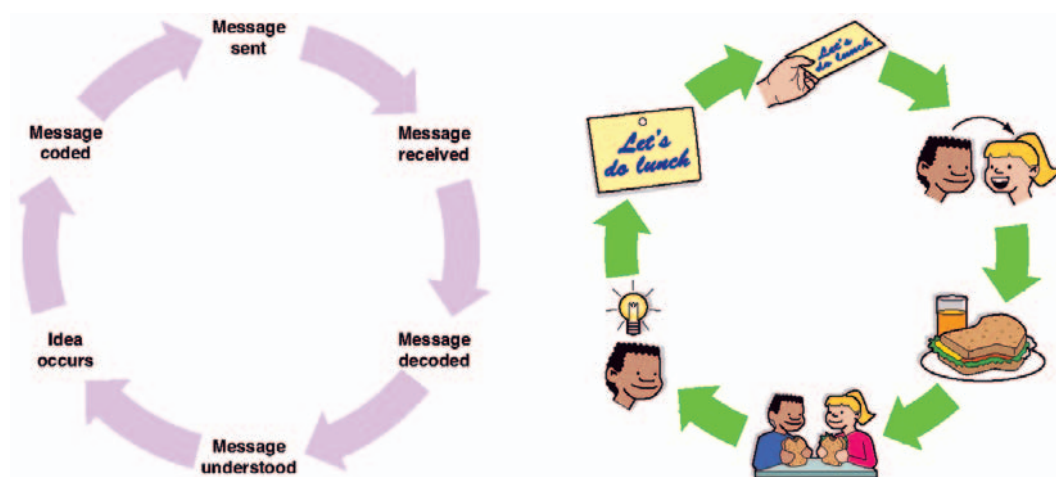 Message
sent
Message
received
Message
decoded
Message
understood
Idea
occurs
Message
coded
Let's
do lunch
Let's
do lunch